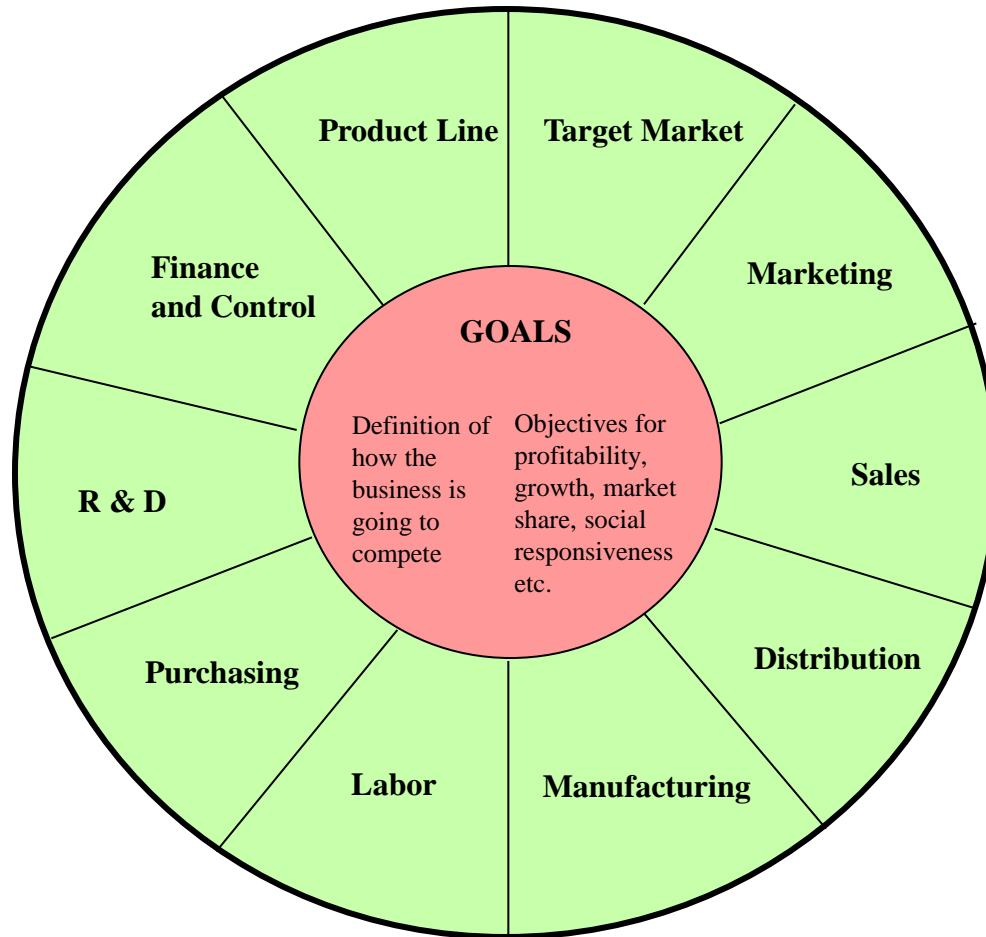 Product Line
Target Market
Marketing
Sales
Distribution
Manufacturing
Labor
Purchasing
R & D
Finance
and Control
GOALS
Definition of
how the
business is
going to
compete
Objectives for
profitability,
growth, market
share, social
responsiveness
etc.